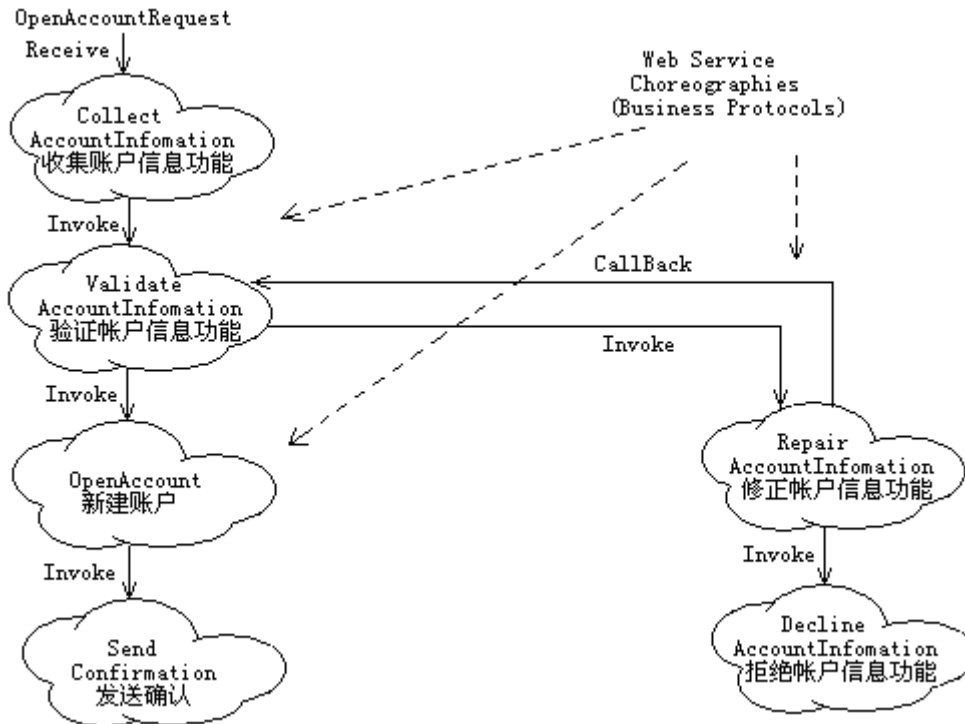 OpenAccountRequest
Receive
Collect
AccountInfomation
收集账户信息功能
Web Service
Choreographies
(Business Protocols)
Invoke
Validate
AccountInfomation
验证帐户信息功能
CallBack
Invoke
Invoke
OpenAccount
新建账户
Repair
AccountInfomation
修正帐户信息功能
Invoke
Invoke
Send
Confirmation
发送确认
Decline
AccountInfomation
拒绝帐户信息功能